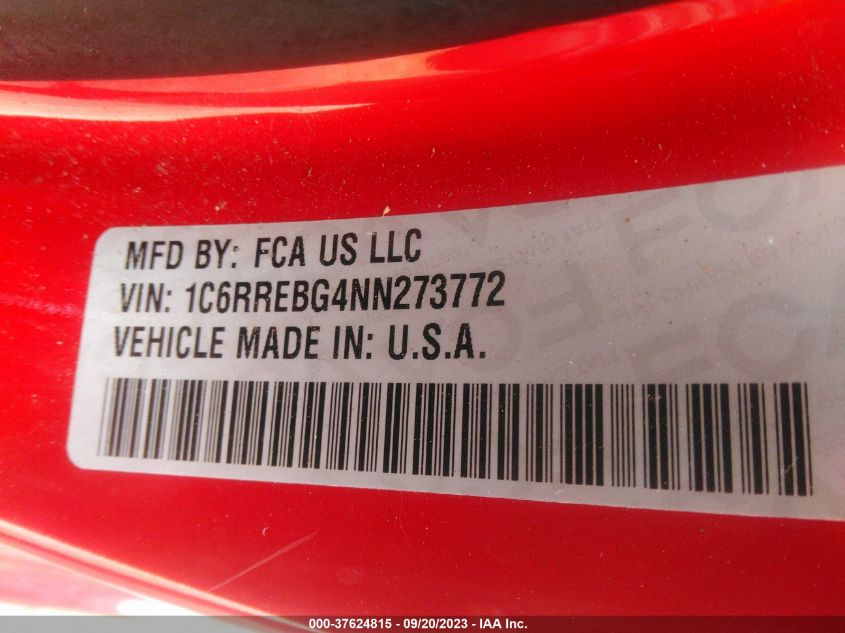 MFD BY: FCA US LLC
VIN: 1C6RREBG4NN273772
VEHICLE MADE IN: U.S.A.
000-37624815 - 09/20/2023 - IAA Inc.